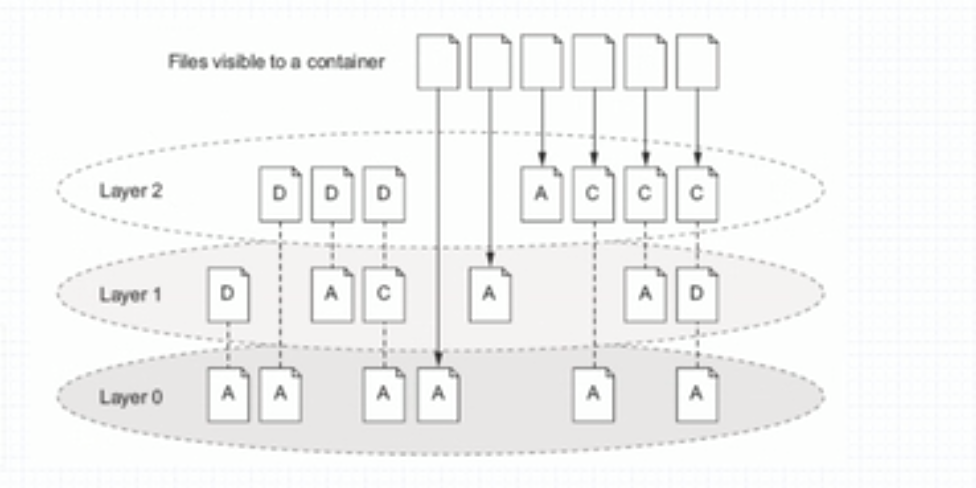 Files visible to a container
Layer 2 D D D A C C C
Layer 1 D A C A A D
Layer 0 A A A A A A